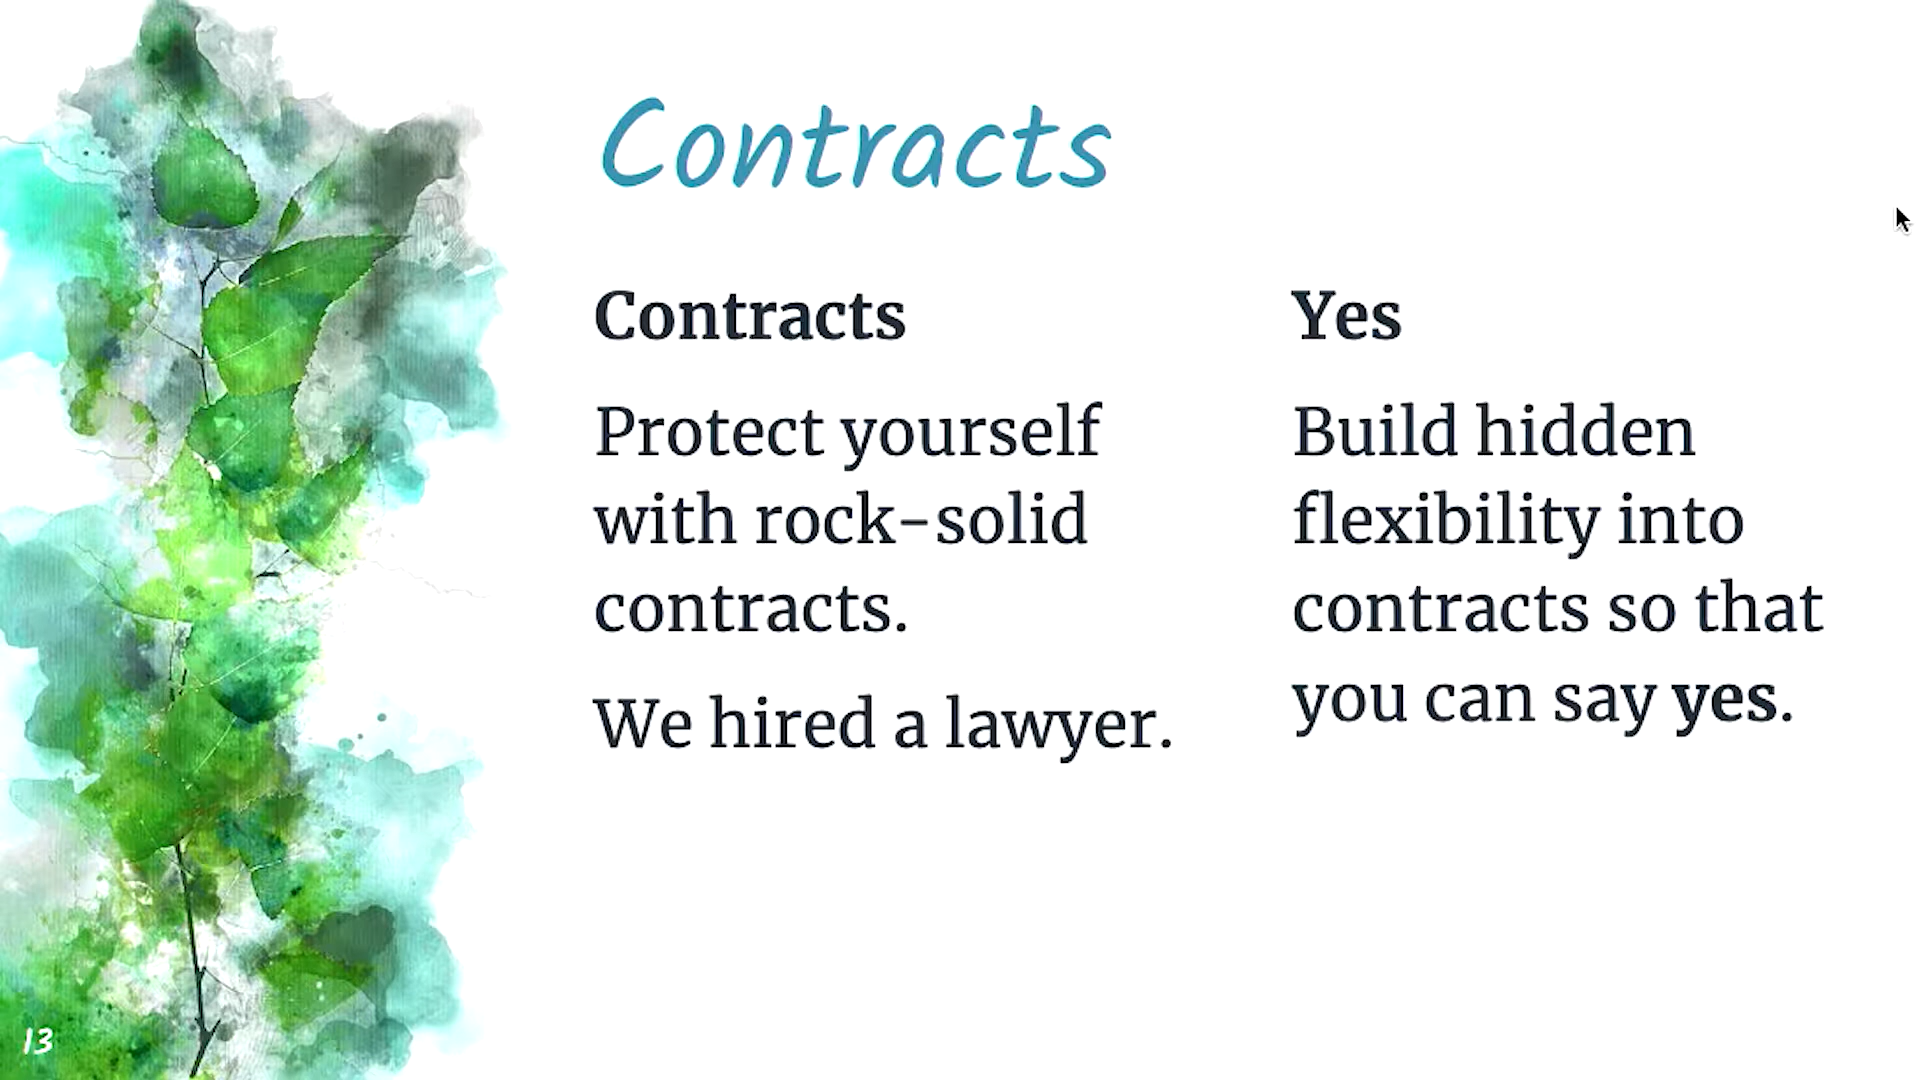 Contracts
Contracts
Protect yourself
with rock-solid
contracts.
We hired a lawyer.
Yes
Build hidden
flexibility into
contracts so that
you can say yes.
13